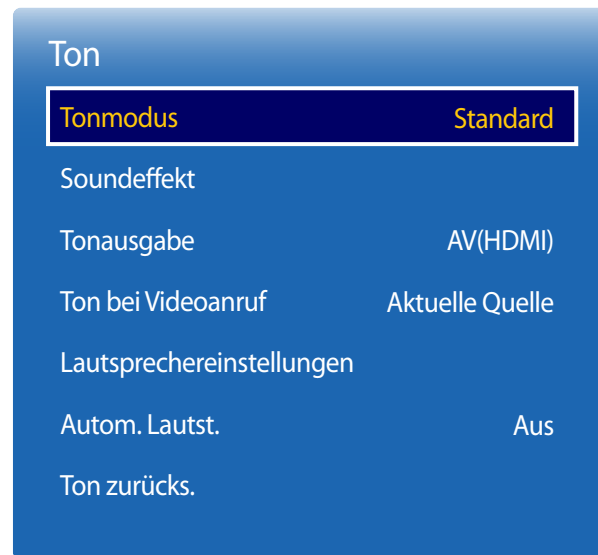 Ton
Tonmodus Standard
Soundeffekt
Tonausgabe AV(HDMI)
Ton bei Videoanruf Aktuelle Quelle
Lautsprechereinstellungen
Autom. Lautst. Aus
Ton zurücks.